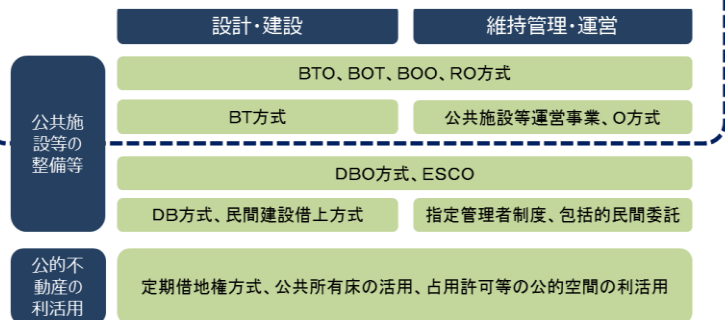 設計・建設
維持管理・運営
公共施
設等の
整備等
BTO、BOT、BOO、RO方式
BT方式
公共施設等運営事業、O方式
DBO方式、ESCO
DB方式、民間建設借上方式
指定管理者制度、包括的民間委託
公的不
動産の
利活用
定期借地権方式、公共所有床の活用、占用許可等の公的空間の利活用